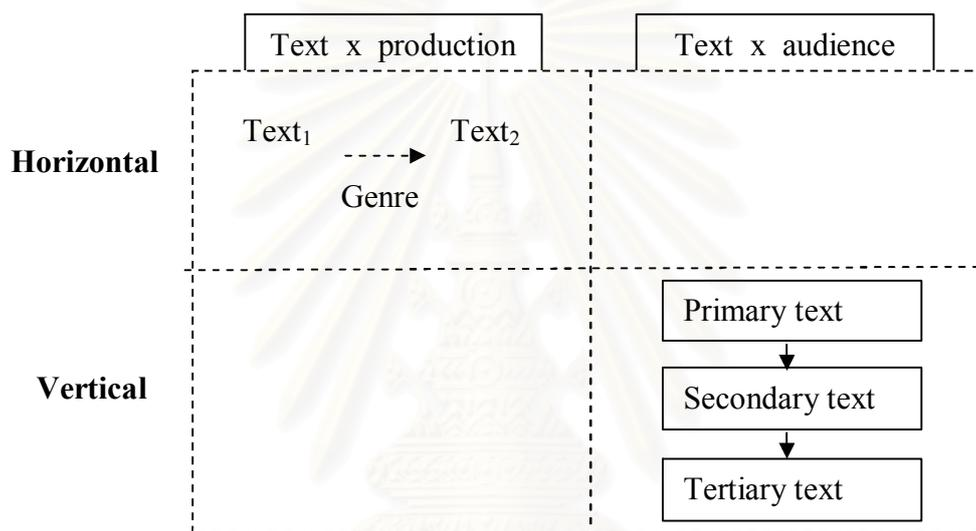 Text x production
Text x audience
Horizontal
Text₁
Text₂
Genre
Vertical
Primary text
Secondary text
Tertiary text